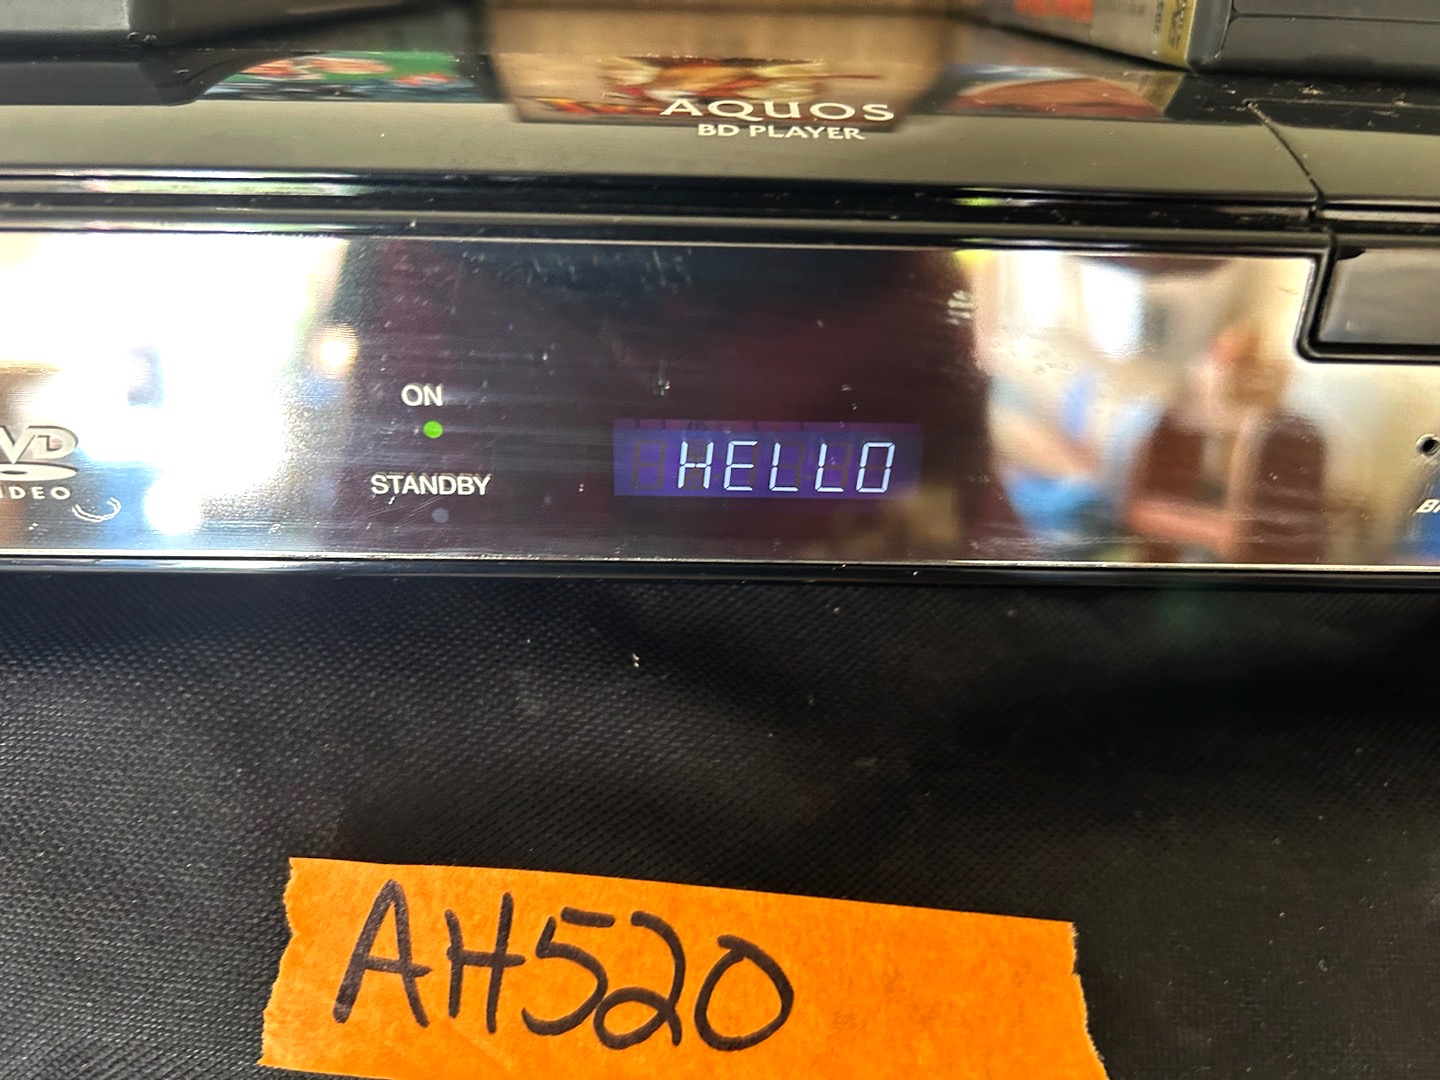 AQUOS
BD PLAYER
ON
STANDBY
HELLO
AH520